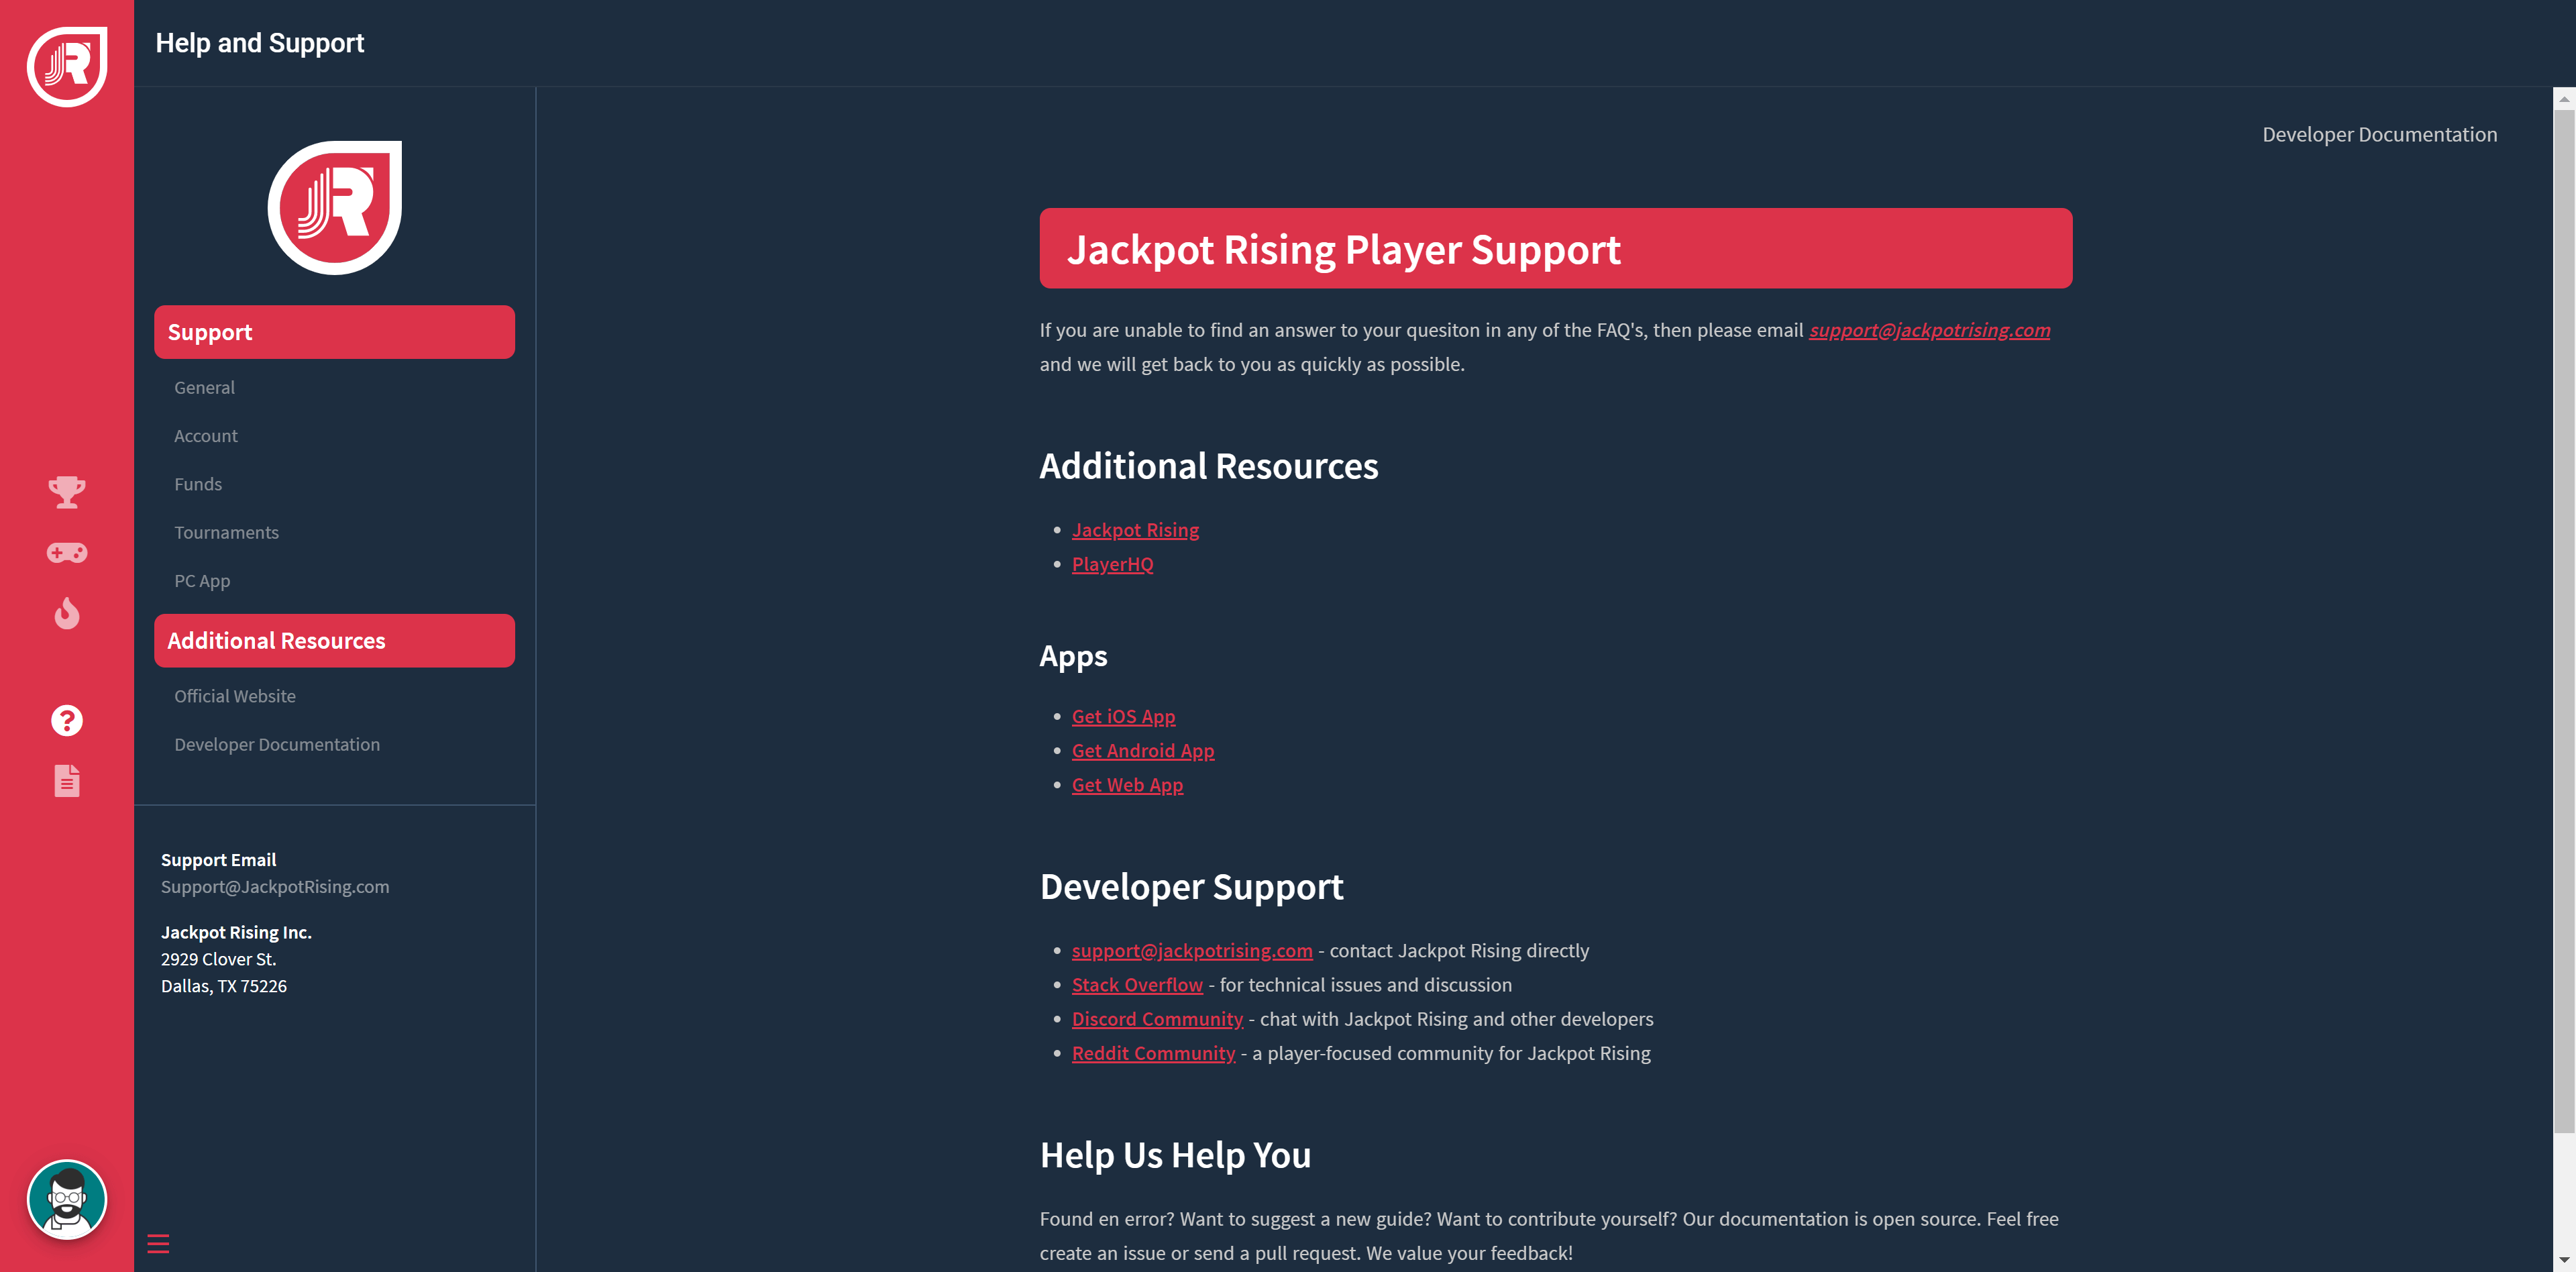 Help and Support
Support
General
Account
Funds
Tournaments
PC App
Additional Resources
Official Website
Developer Documentation
Support Email
Support@JackpotRising.com
Jackpot Rising Inc.
2929 Clover St.
Dallas, TX 75226
Developer Documentation
Jackpot Rising Player Support
If you are unable to find an answer to your quesiton in any of the FAQ's, then please email support@jackpotrising.com
and we will get back to you as quickly as possible.
Additional Resources
Jackpot Rising
PlayerHQ
Apps
Get iOS App
Get Android App
Get Web App
Developer Support
support@jackpotrising.com - contact Jackpot Rising directly
Stack Overflow - for technical issues and discussion
Discord Community - chat with Jackpot Rising and other developers
Reddit Community - a player-focused community for Jackpot Rising
Help Us Help You
Found en error? Want to suggest a new guide? Want to contribute yourself? Our documentation is open source. Feel free
create an issue or send a pull request. We value your feedback!